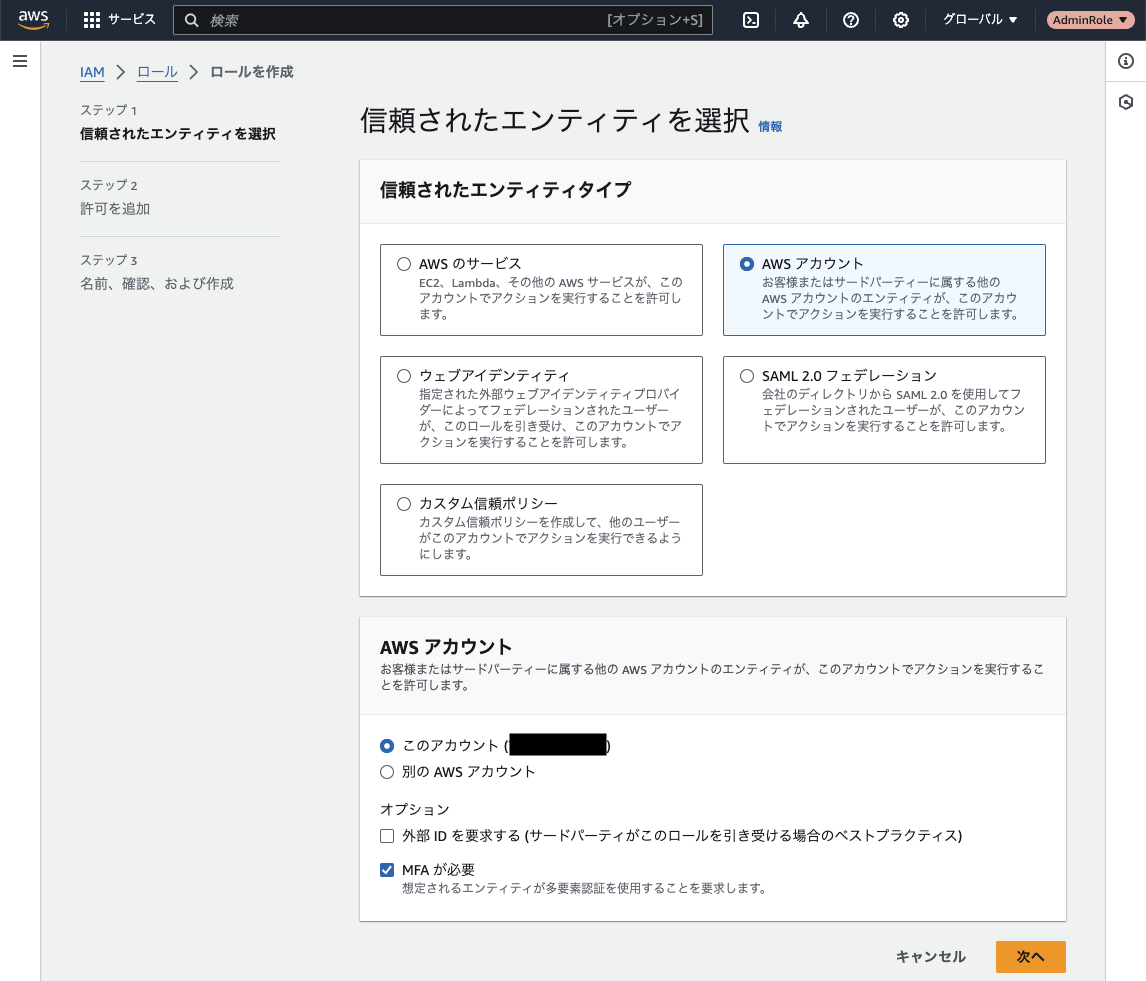 aws
サービス
検索
[オプション+S]
グローバル ▼
AdminRole ▼
IAM > ロール > ロールを作成
ステップ 1
信頼されたエンティティを選択
ステップ 2
許可を追加
ステップ 3
名前、確認、および作成
信頼されたエンティティを選択 情報
信頼されたエンティティタイプ
AWS のサービス
EC2、Lambda、その他の AWS サービスが、この
アカウントでアクションを実行することを許可し
ます。
AWS アカウント
お客様またはサードパーティーに属する他の
AWS アカウントのエンティティが、このアカウ
ントでアクションを実行することを許可します。
ウェブアイデンティティ
指定された外部ウェブアイデンティティプロバイ
ダーによってフェデレーションされたユーザー
が、このロールを引き受け、このアカウントでア
クションを実行することを許可します。
SAML 2.0 フェデレーション
会社のディレクトリから SAML 2.0 を使用してフ
ェデレーションされたユーザーが、このアカウン
トでアクションを実行することを許可します。
カスタム信頼ポリシー
カスタム信頼ポリシーを作成して、他のユーザー
がこのアカウントでアクションを実行できるよう
にします。
AWS アカウント
お客様またはサードパーティーに属する他の AWS アカウントのエンティティが、このアカウントでアクションを実行するこ
とを許可します。
このアカウント ( )
別の AWS アカウント
オプション
外部 ID を要求する (サードパーティがこのロールを引き受ける場合のベストプラクティス)
MFA が必要
想定されるエンティティが多要素認証を使用することを要求します。
キャンセル
次へ